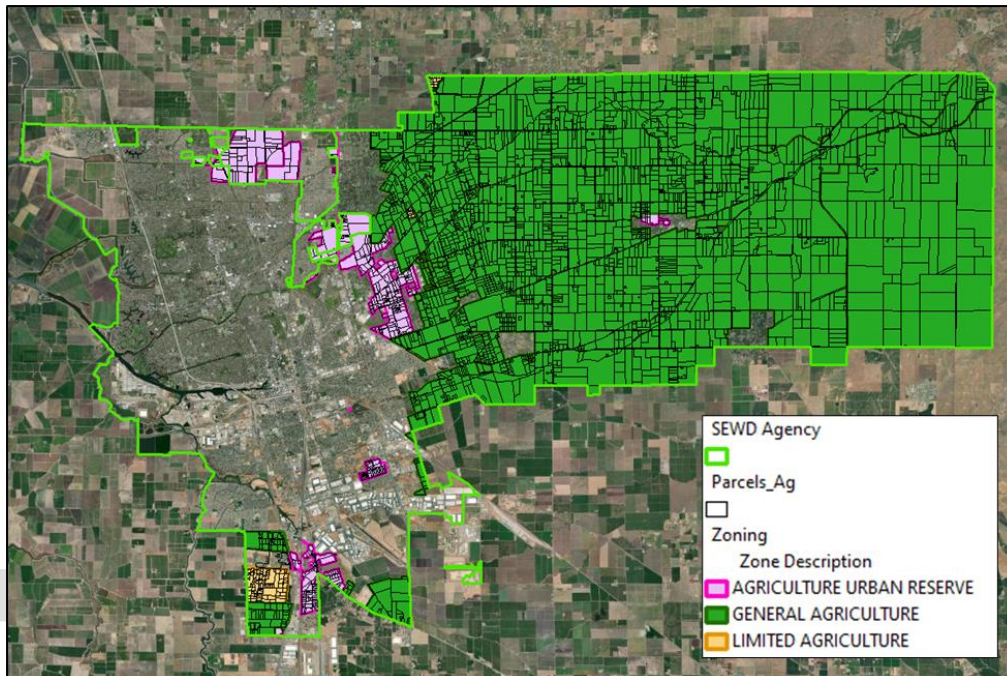 SEWD Agency
Parcels_Ag
Zoning
Zone Description
AGRICULTURE URBAN RESERVE
GENERAL AGRICULTURE
LIMITED AGRICULTURE